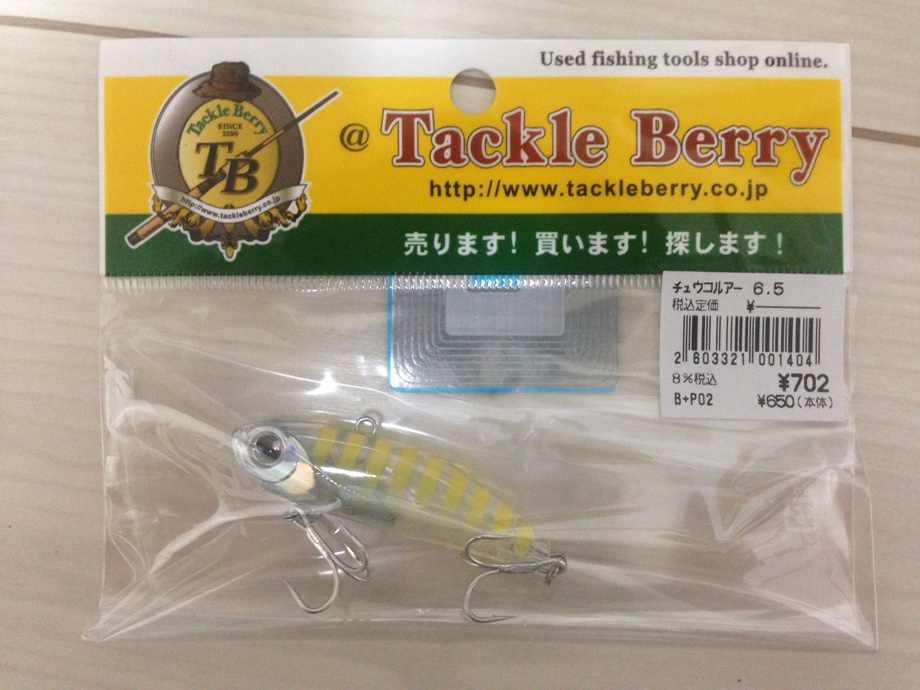 Used fishing tools shop online.
Tackle Berry
SINCE
2000
TB
http://www.tackleberry.co.jp
@ Tackle Berry
http://www.tackleberry.co.jp
売ります! 買います! 探します!
チュウコルアー 6.5
税込定価 ¥―――――
2 603321 001404
8%税込 ¥702
B+P02 ¥650(本体)